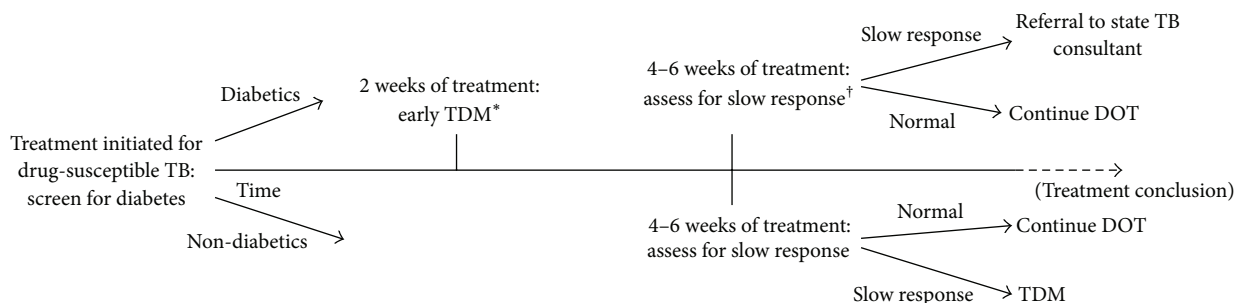 Treatment initiated for
drug-susceptible TB:
screen for diabetes
Diabetics
Time
Non-diabetics
2 weeks of treatment:
early TDM*
4–6 weeks of treatment:
assess for slow response†
Slow response
Referral to state TB
consultant
Normal
Continue DOT
(Treatment conclusion)
4–6 weeks of treatment:
assess for slow response
Normal
Continue DOT
Slow response
TDM